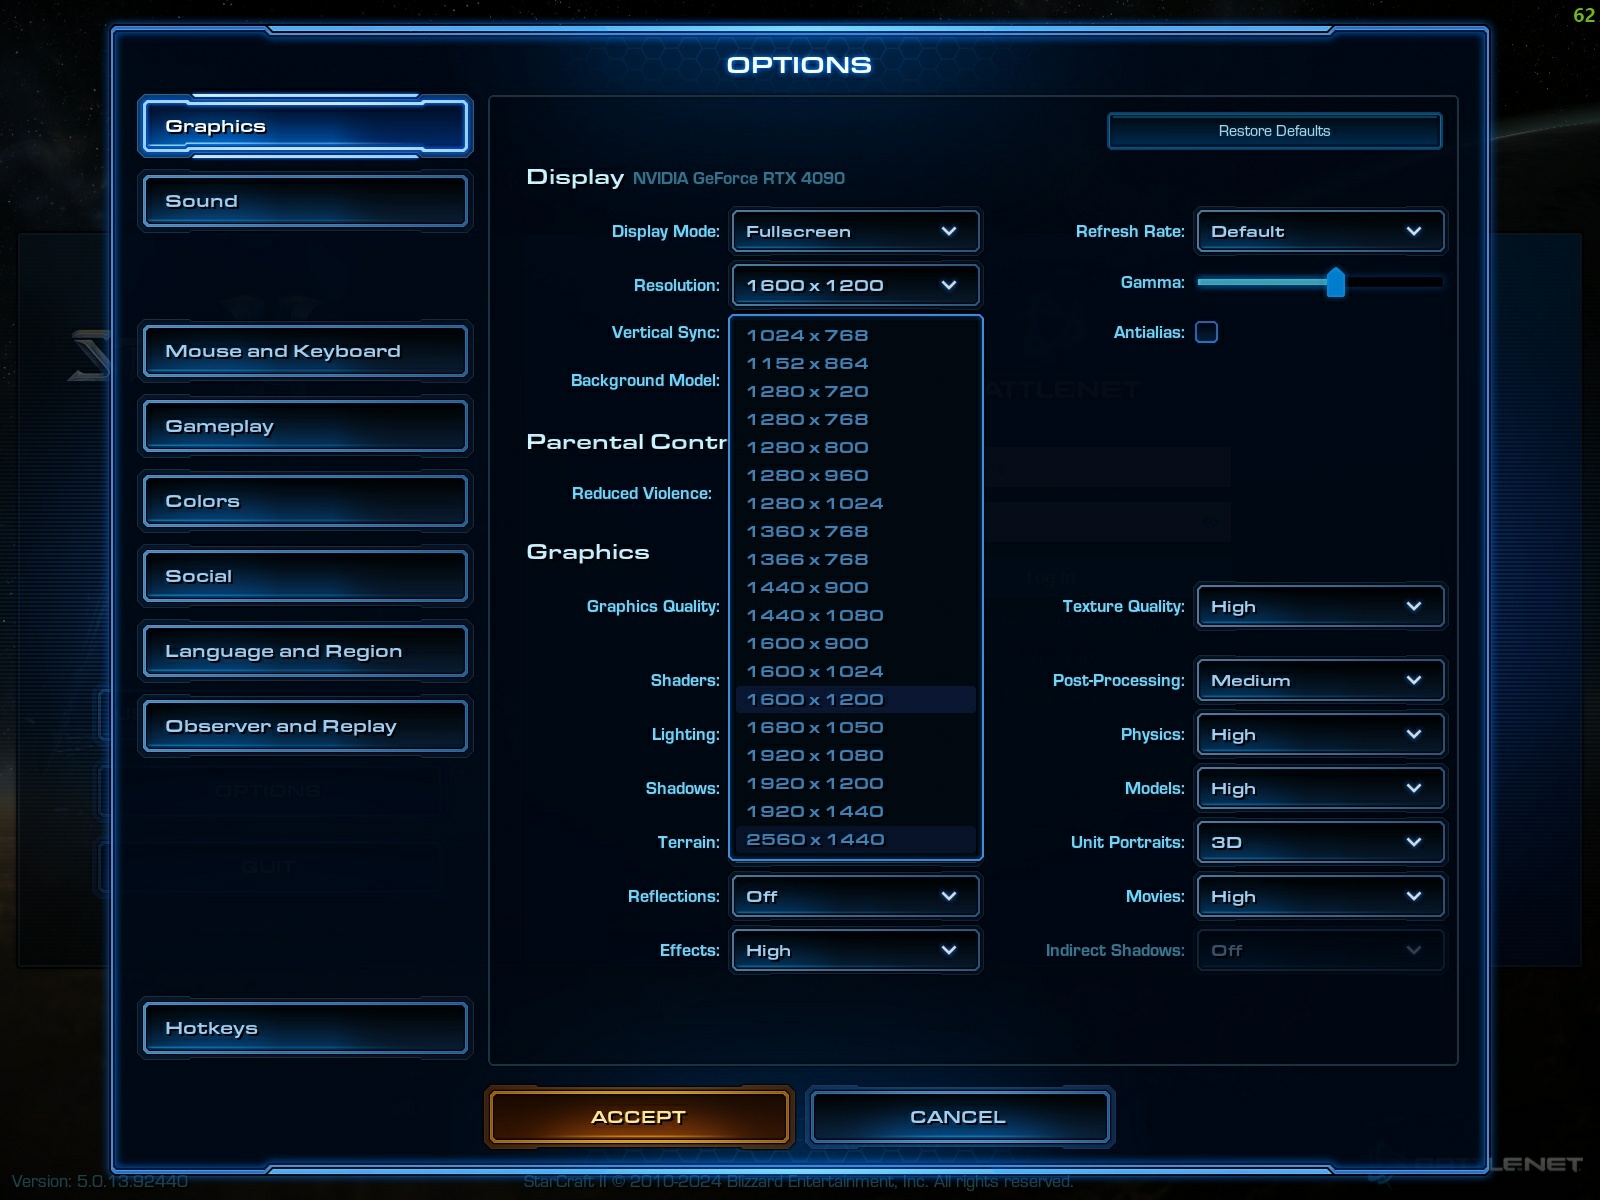 62
OPTIONS
Graphics
Restore Defaults
Display NVIDIA GeForce RTX 4090
Sound
Display Mode: Fullscreen
Refresh Rate: Default
Resolution: 1600 x 1200
Gamma:
Vertical Sync:
Antialias:
Background Model:
1024 x 768
1152 x 864
1280 x 720
1280 x 768
1280 x 800
1280 x 960
1280 x 1024
1360 x 768
1366 x 768
1440 x 900
1440 x 1080
1600 x 900
1600 x 1024
1600 x 1200
1680 x 1050
1920 x 1080
1920 x 1200
1920 x 1440
2560 x 1440
Mouse and Keyboard
Gameplay
Colors
Social
Language and Region
Observer and Replay
OPTIONS
QUIT
Hotkeys
ATTLENET
Parental Contr
Reduced Violence:
Log In
Graphics
Graphics Quality:
Texture Quality: High
Shaders:
Post-Processing: Medium
Lighting:
Physics: High
Shadows:
Models: High
Terrain:
Unit Portraits: 3D
Reflections: Off
Movies: High
Effects: High
Indirect Shadows: Off
ACCEPT
CANCEL
Version: 5.0.13.92440
StarCraft II © 2010-2024 Blizzard Entertainment, Inc. All rights reserved.
LENET